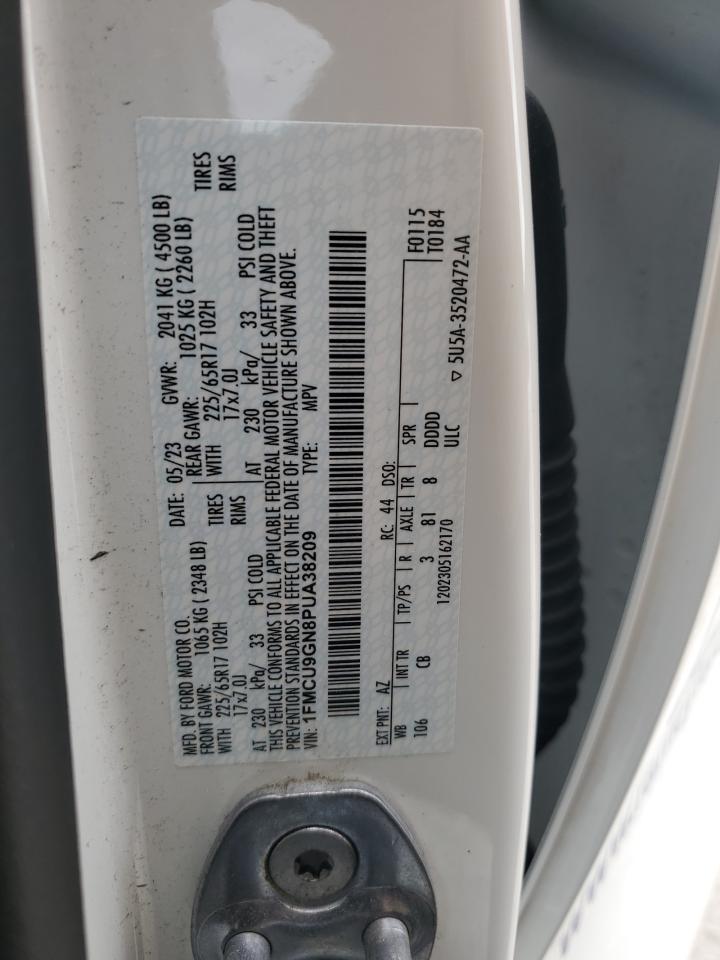 MFD. BY FORD MOTOR CO.
DATE: 05/23 GVWR: 2041 KG ( 4500 LB)
FRONT GAWR: 1065 KG ( 2348 LB) REAR GAWR: 1025 KG ( 2260 LB)
WITH 225/65R17 102H TIRES WITH 225/65R17 102H TIRES
17x7.0J RIMS 17x7.0J RIMS
AT 230 kPa/ 33 PSI COLD AT 230 kPa/ 33 PSI COLD
THIS VEHICLE CONFORMS TO ALL APPLICABLE FEDERAL MOTOR VEHICLE SAFETY AND THEFT
PREVENTION STANDARDS IN EFFECT ON THE DATE OF MANUFACTURE SHOWN ABOVE.
VIN: 1FMCU9GN8PUA38209 TYPE: MPV
EXT PNT: AZ RC: 44 DSO: F0115
WB INT TR TP/PS R AXLE TR SPR T0184
106 CB 3 81 8 DDDD
ULC
1202305162170 ▽ 5U5A-3520472-AA